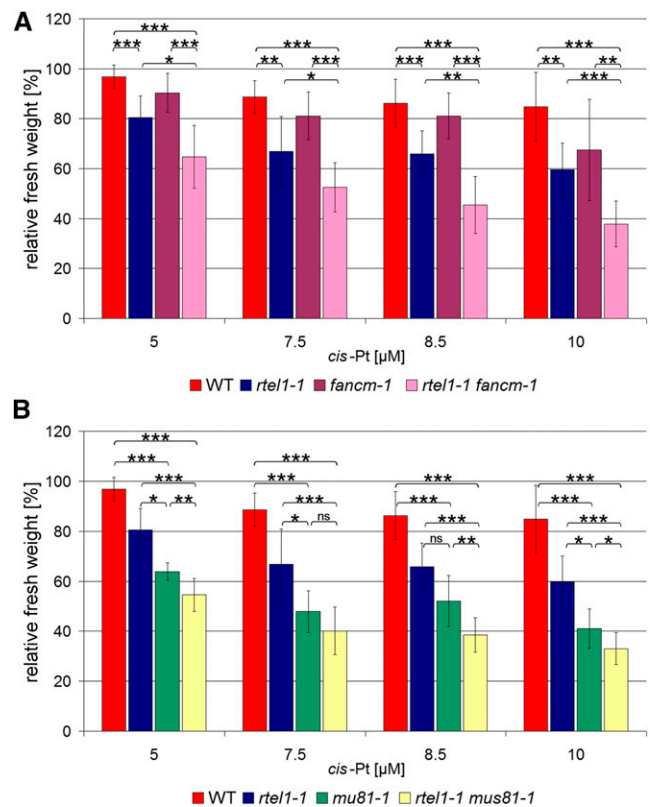 A
*** *** *** ***
*** *** ** *** *** *** ** **
* * ** ***
120
100
80
60
40
20
0
relative fresh weight [%]
5 7.5 8.5 10
cis-Pt [µM]
WT rtel1-1 fancm-1 rtel1-1 fancm-1
B
120
100
80
60
40
20
0
relative fresh weight [%]
*** *** *** ***
*** *** *** ***
*** *** *** ***
* ** * ns ns ** * *
5 7.5 8.5 10
cis-Pt [µM]
WT rtel1-1 mu81-1 rtel1-1 mus81-1